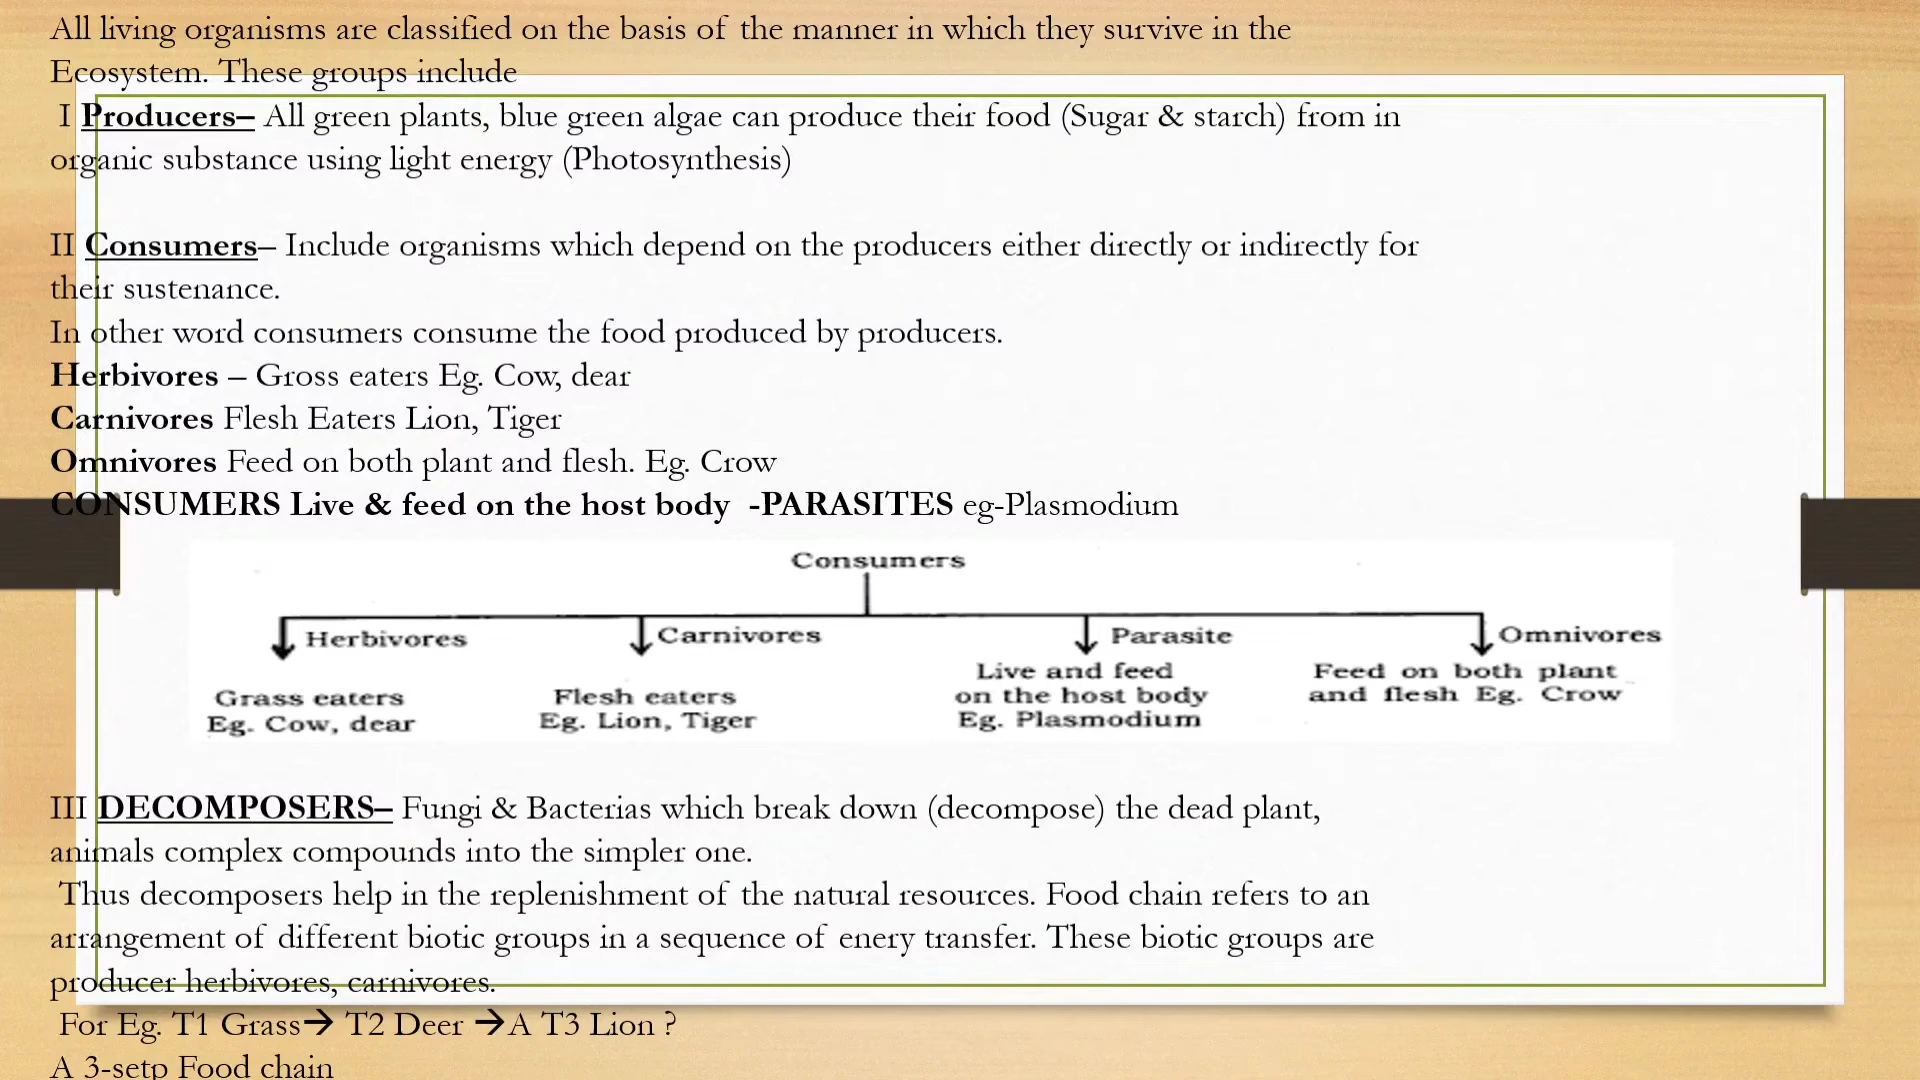 All living organisms are classified on the basis of the manner in which they survive in the
Ecosystem. These groups include
I Producers– All green plants, blue green algae can produce their food (Sugar & starch) from in
organic substance using light energy (Photosynthesis)
II Consumers– Include organisms which depend on the producers either directly or indirectly for
their sustenance.
In other word consumers consume the food produced by producers.
Herbivores – Gross eaters Eg. Cow, dear
Carnivores Flesh Eaters Lion, Tiger
Omnivores Feed on both plant and flesh. Eg. Crow
CONSUMERS Live & feed on the host body -PARASITES eg-Plasmodium
Consumers
Herbivores
Grass eaters
Eg. Cow, dear
Carnivores
Flesh eaters
Eg. Lion, Tiger
Parasite
Live and feed
on the host body
Eg. Plasmodium
Omnivores
Feed on both plant
and flesh Eg. Crow
III DECOMPOSERS– Fungi & Bacterias which break down (decompose) the dead plant,
animals complex compounds into the simpler one.
Thus decomposers help in the replenishment of the natural resources. Food chain refers to an
arrangement of different biotic groups in a sequence of enery transfer. These biotic groups are
producer herbivores, carnivores.
For Eg. T1 Grass→ T2 Deer →A T3 Lion ?
A 3-setp Food chain